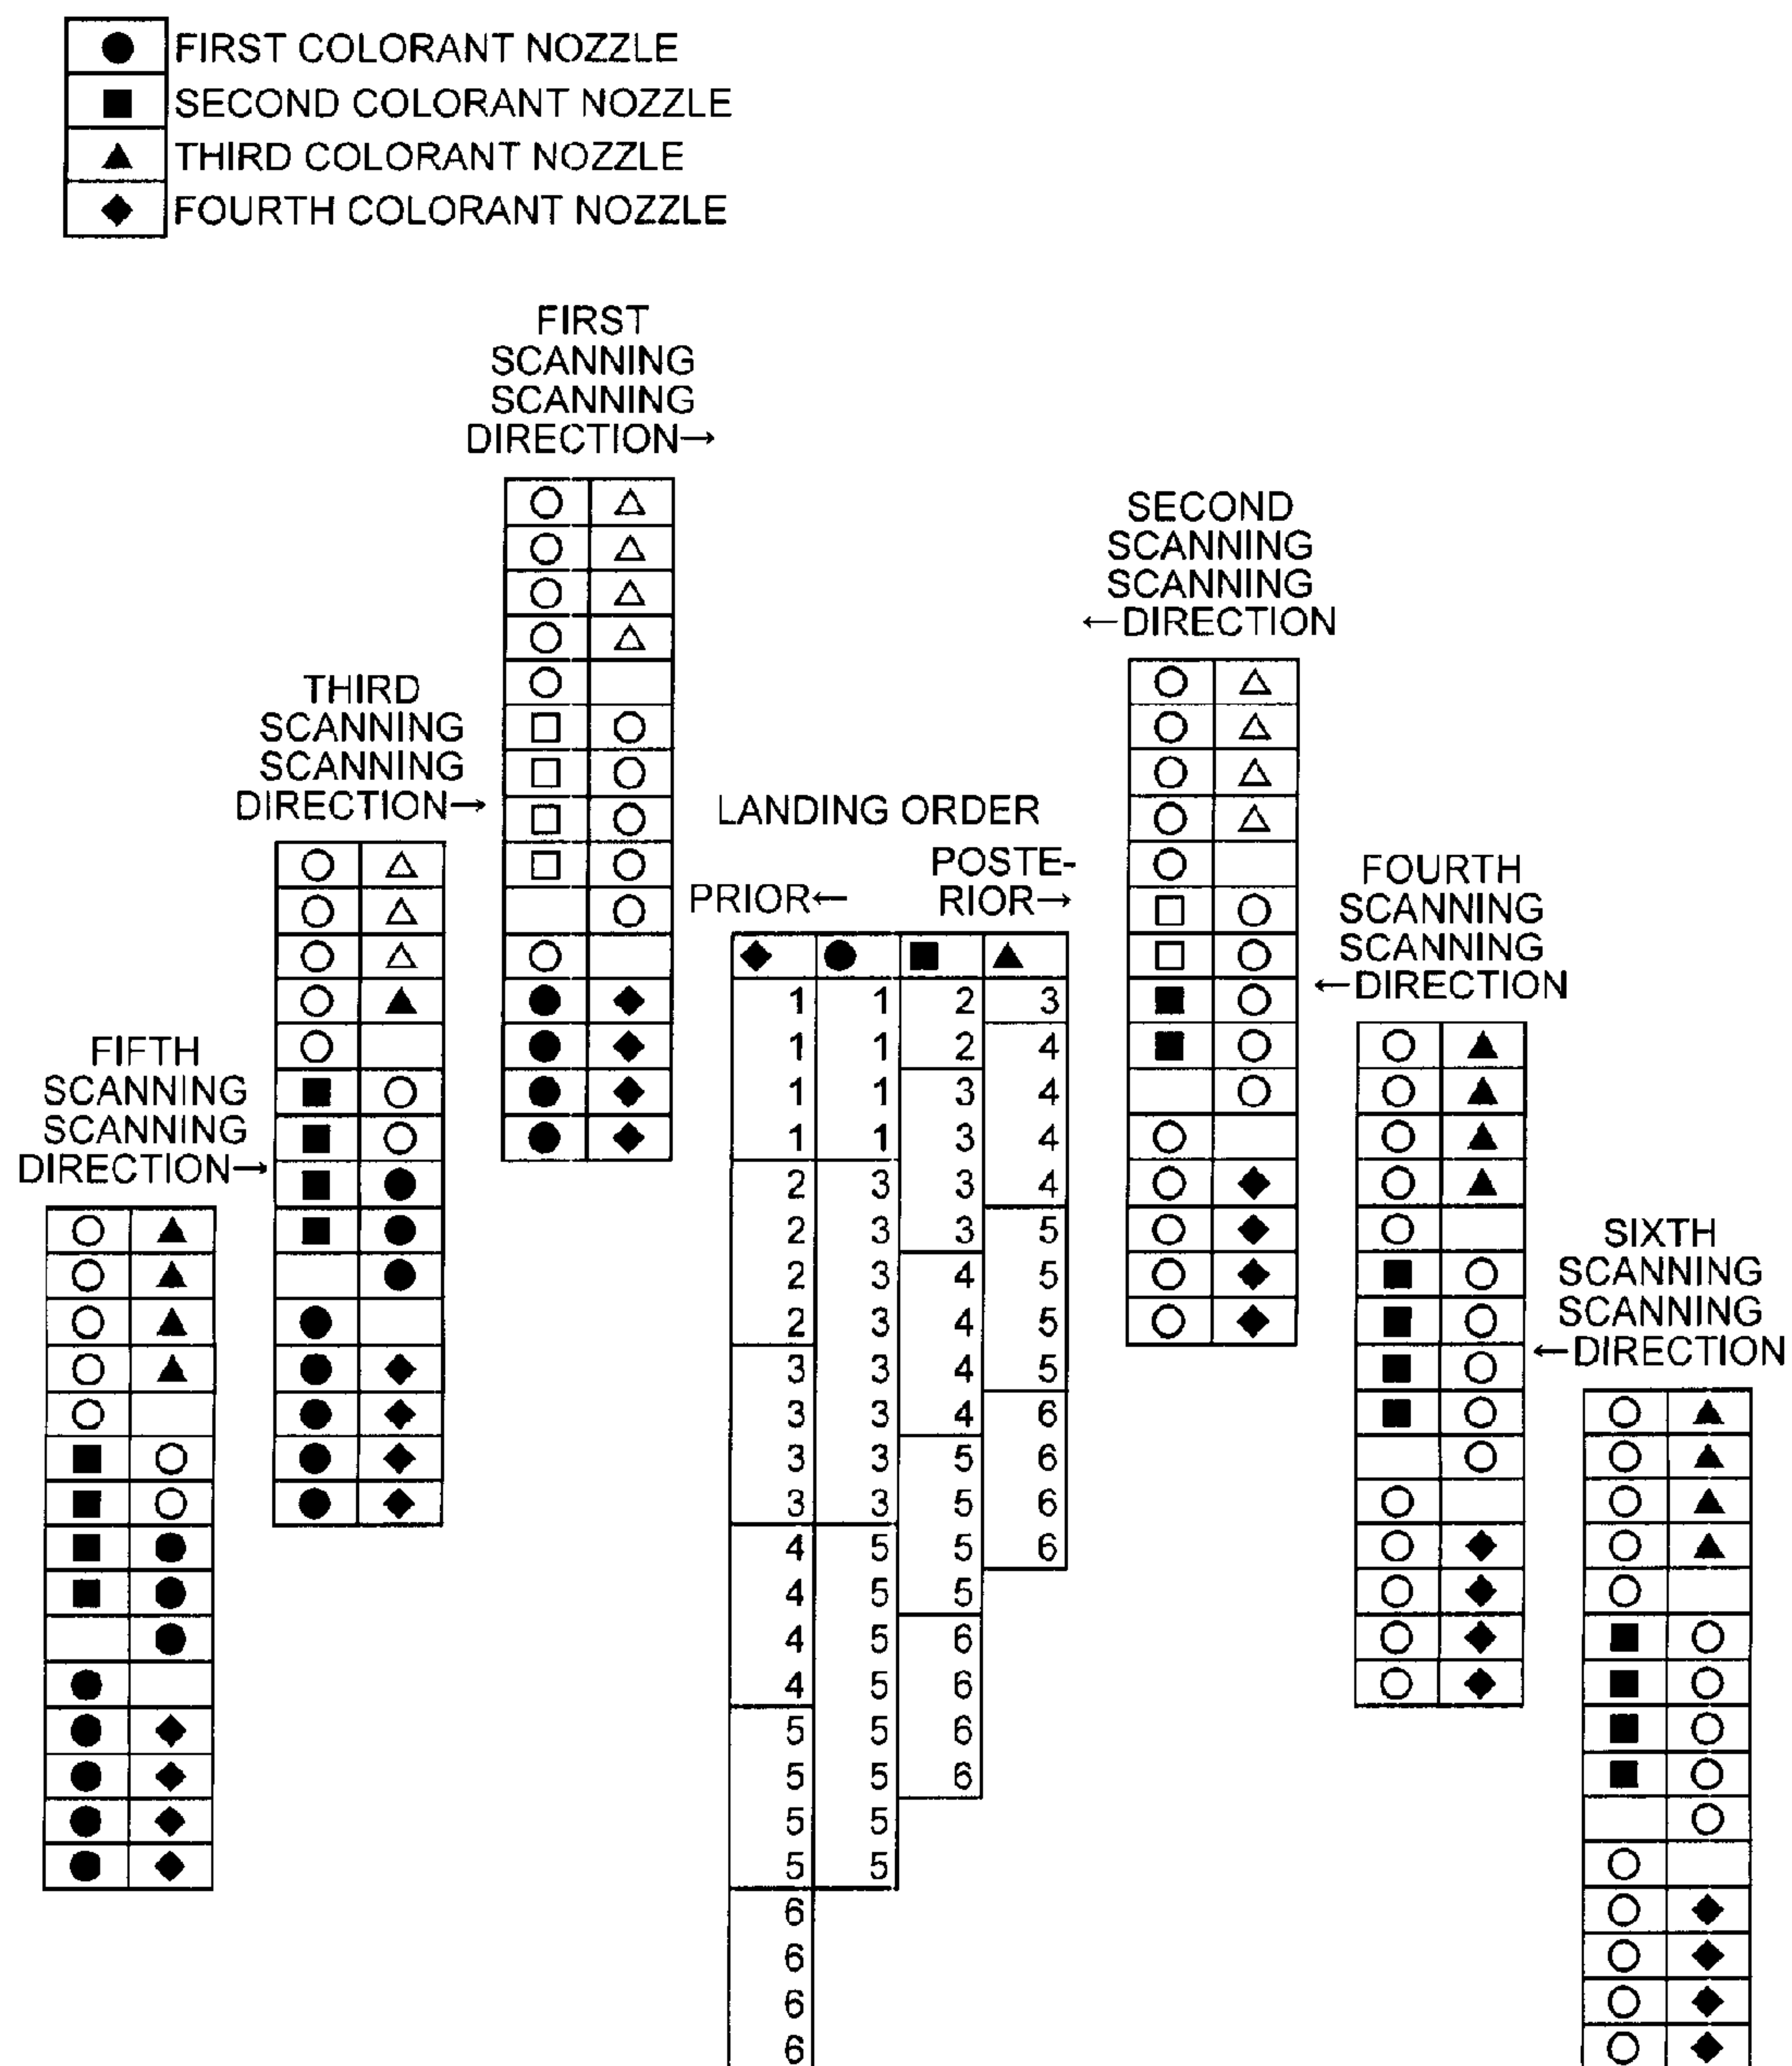 FIRST COLORANT NOZZLE
SECOND COLORANT NOZZLE
THIRD COLORANT NOZZLE
FOURTH COLORANT NOZZLE
FIRST
SCANNING
SCANNING
DIRECTION→
SECOND
SCANNING
SCANNING
←DIRECTION
THIRD
SCANNING
SCANNING
DIRECTION→
LANDING ORDER
PRIOR←
POSTE-
RIOR→
FOURTH
SCANNING
SCANNING
←DIRECTION
FIFTH
SCANNING
SCANNING
DIRECTION→
SIXTH
SCANNING
SCANNING
←DIRECTION
1 1 2 3
1 1 2 4
1 1 3 4
1 1 3 4
2 3 3 4
2 3 3 5
2 3 4 5
2 3 4 5
3 3 4 5
3 3 4 6
3 3 5 6
3 3 5 6
4 5 5 6
4 5 5
4 5 6
4 5 6
5 5 6
5 5 6
5 5
5 5
6
6
6
6